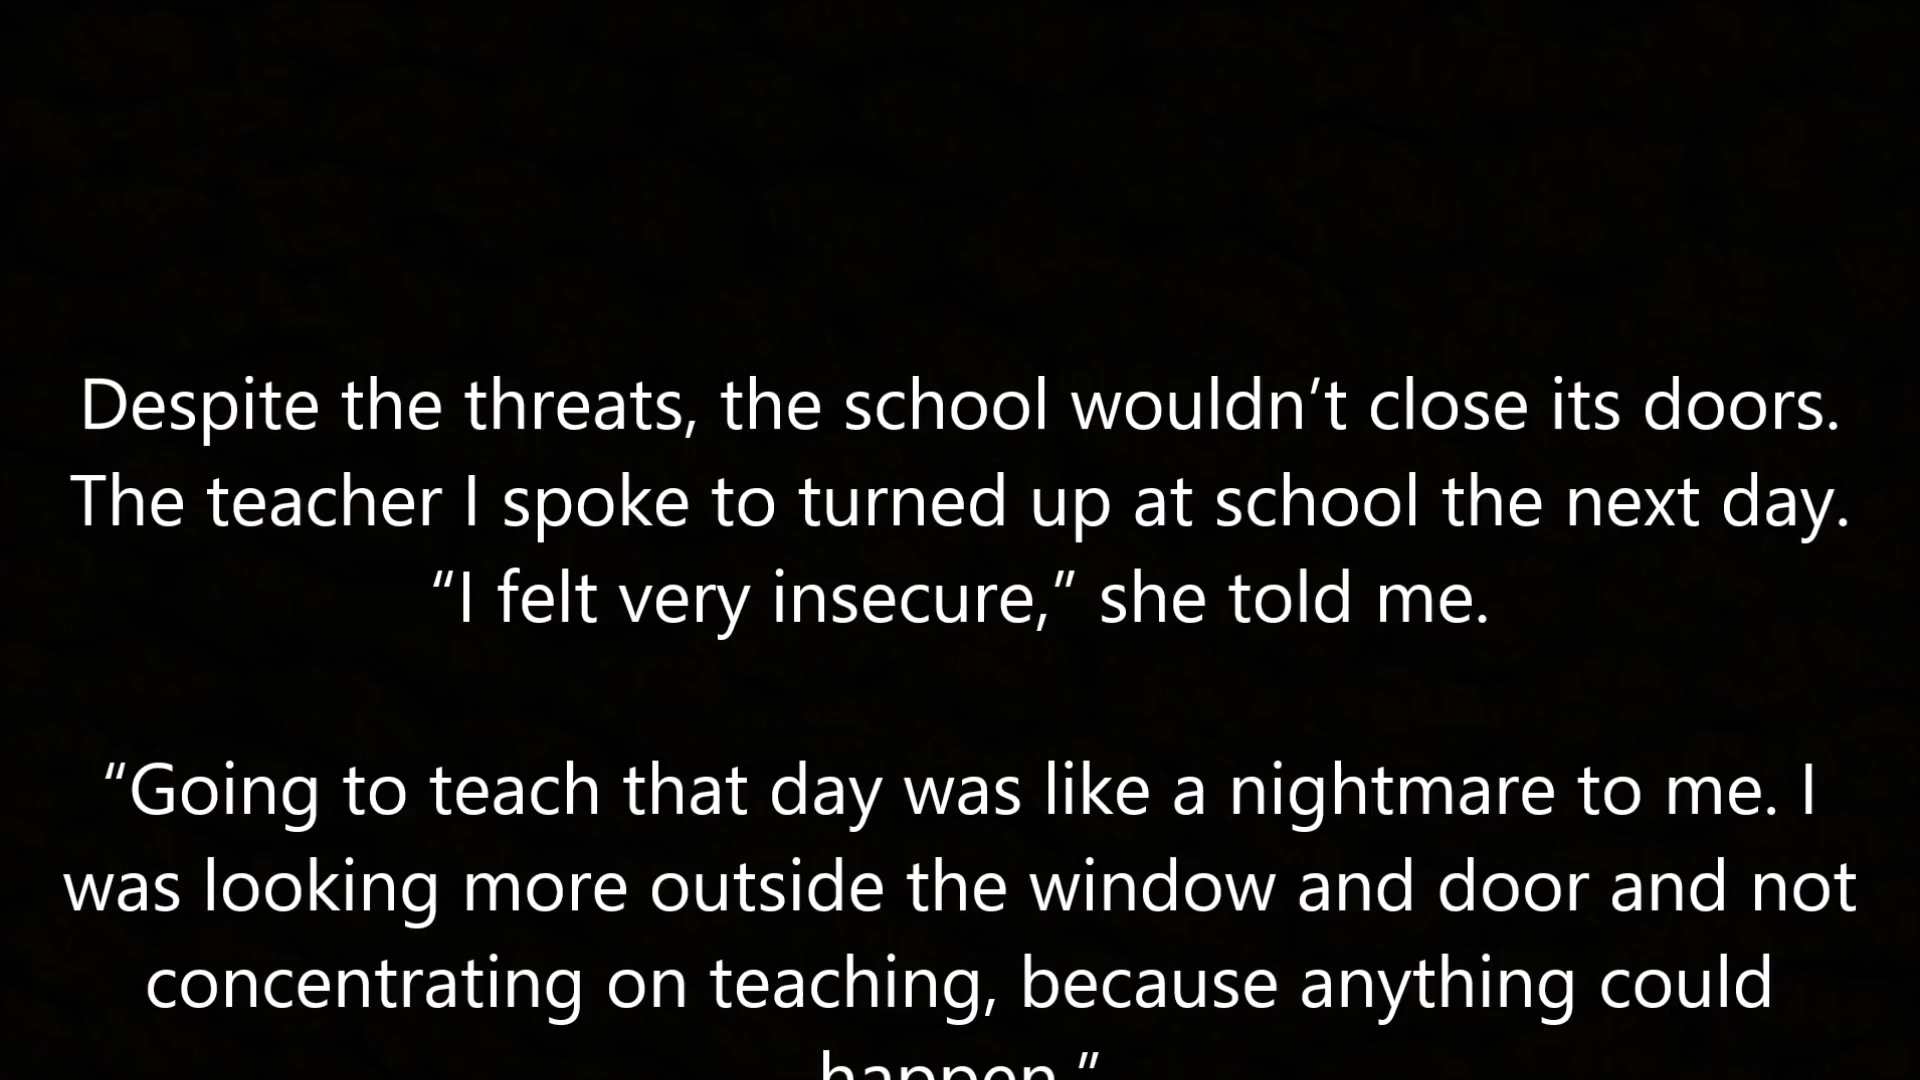 Despite the threats, the school wouldn’t close its doors.
The teacher I spoke to turned up at school the next day.
“I felt very insecure,” she told me.
“Going to teach that day was like a nightmare to me. I
was looking more outside the window and door and not
concentrating on teaching, because anything could
happen.”